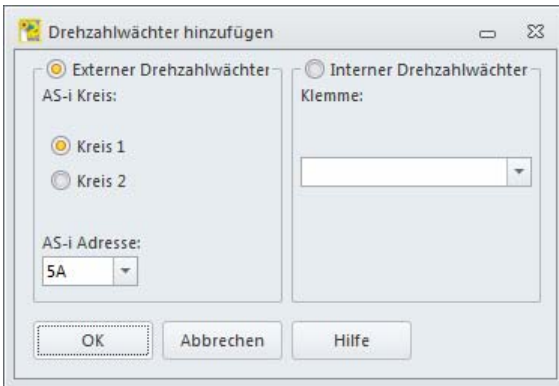 Drehzahlwächter hinzufügen
Externer Drehzahlwächter
AS-i Kreis:
Kreis 1
Kreis 2
AS-i Adresse:
5A
Interner Drehzahlwächter
Klemme:
OK
Abbrechen
Hilfe